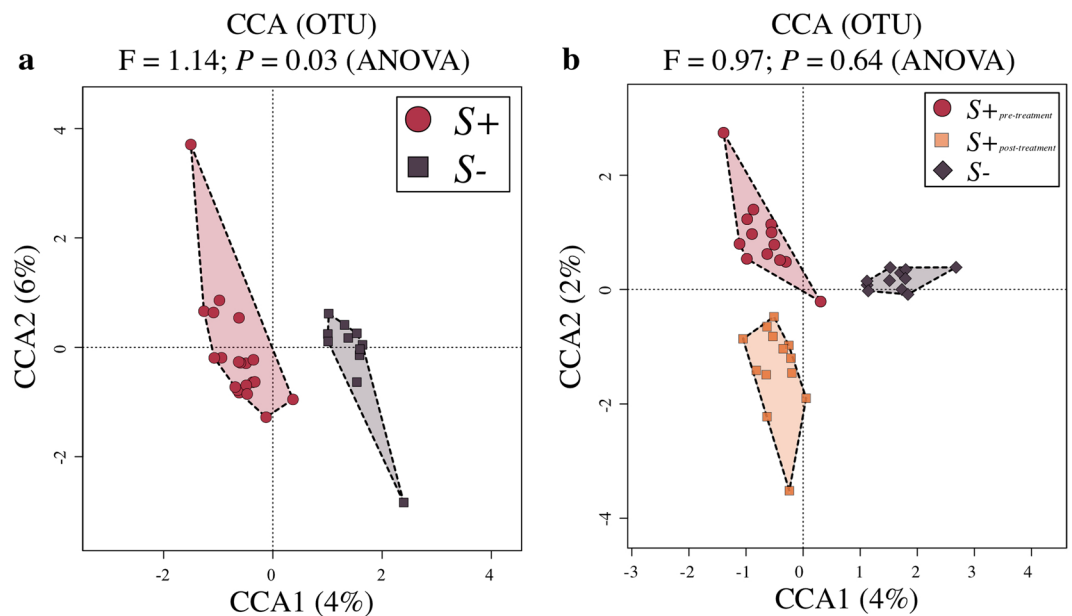 CCA (OTU)
a F = 1.14; P = 0.03 (ANOVA)
S+
S-
4
2
0
-2
CCA2 (6%)
-2 0 2 4
CCA1 (4%)
CCA (OTU)
b F = 0.97; P = 0.64 (ANOVA)
S+ pre-treatment
S+ post-treatment
S-
2
0
-2
-4
CCA2 (2%)
-3 -2 -1 0 1 2 3 4
CCA1 (4%)